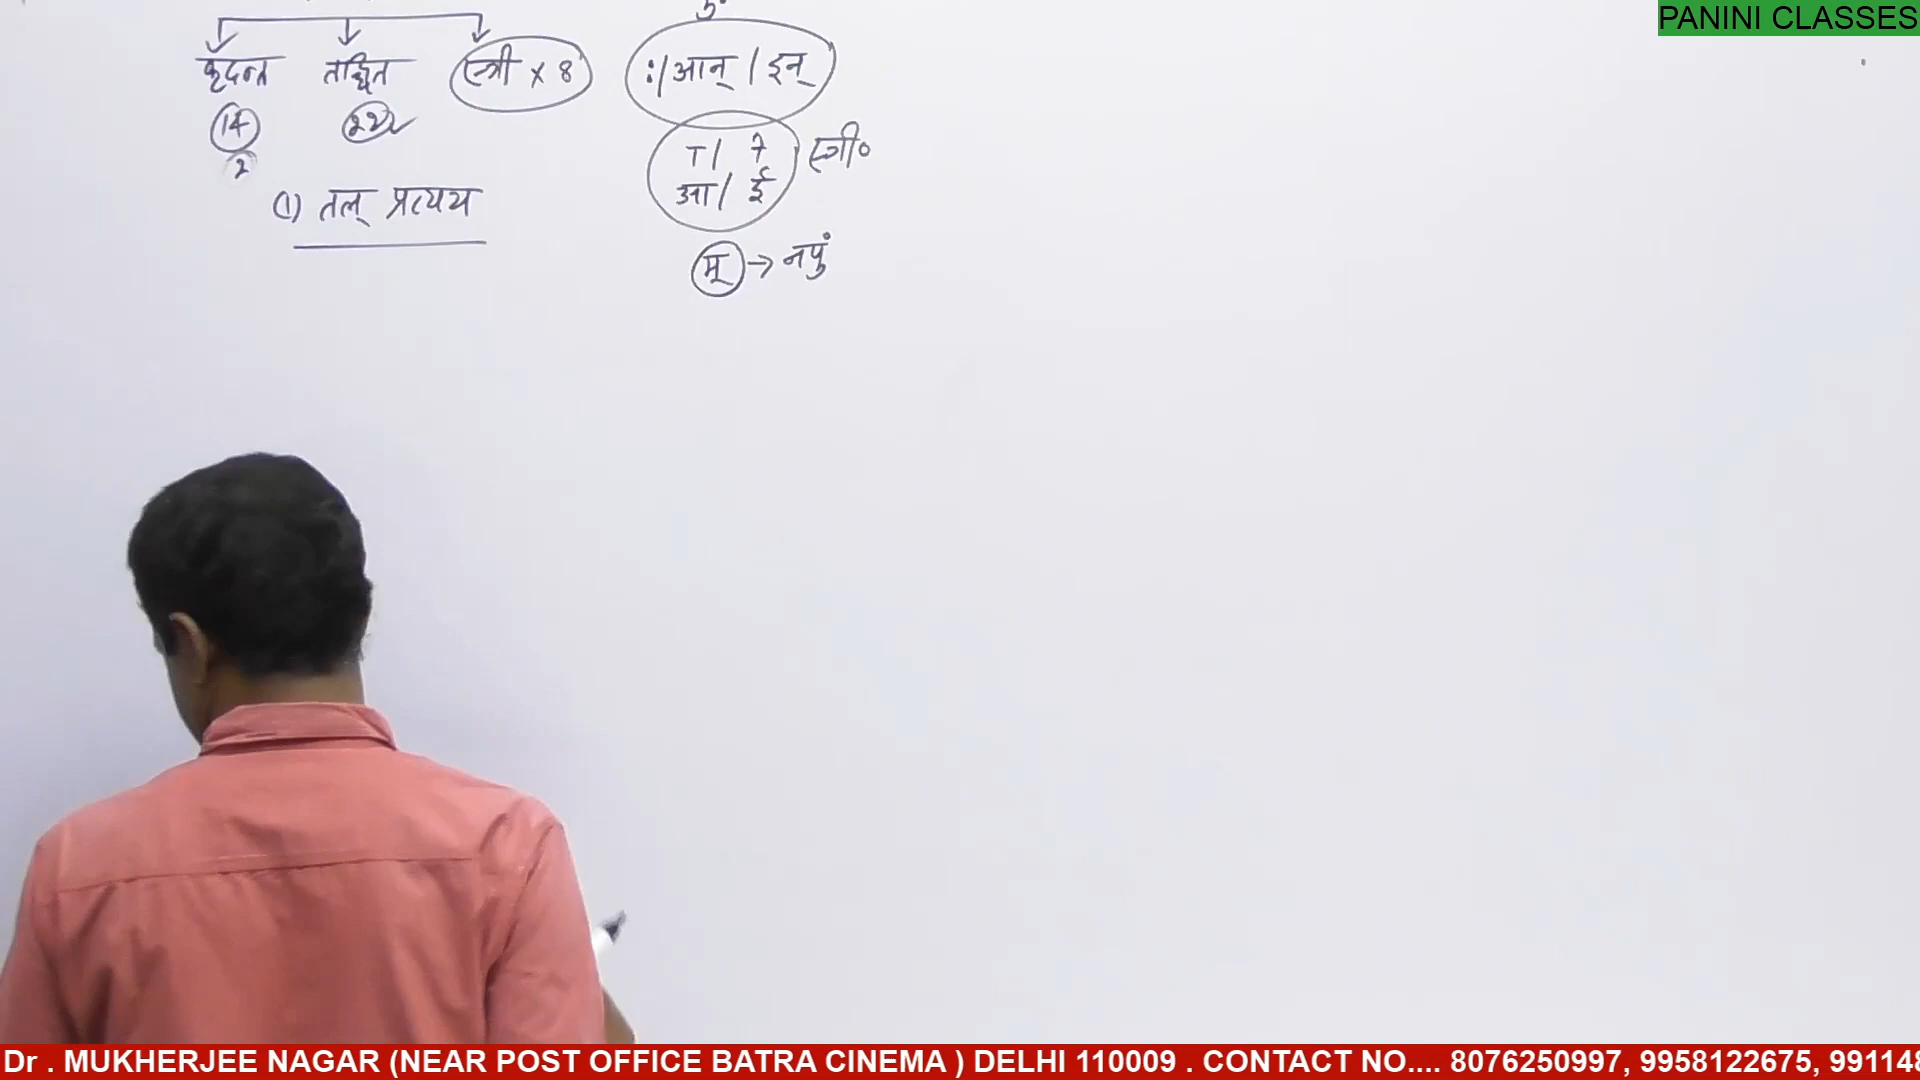 PANINI CLASSES
पुं
कृदन्त तद्धित स्त्री × 8
:/ आन् / इन्
14
2
ा / ी स्त्री०
आ / ई
(1) तल् प्रत्यय
म् → नपुं
Dr . MUKHERJEE NAGAR (NEAR POST OFFICE BATRA CINEMA ) DELHI 110009 . CONTACT NO.... 8076250997, 9958122675, 991148